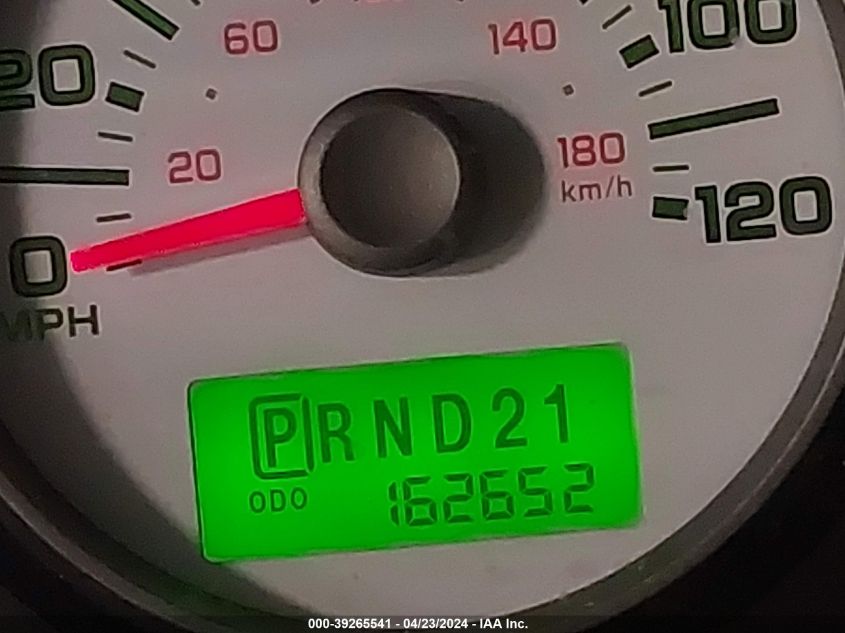 60 140 100
20
20 180
km/h
120
0
MPH
PRND21
ODO 162652
000-39265541 - 04/23/2024 - IAA Inc.